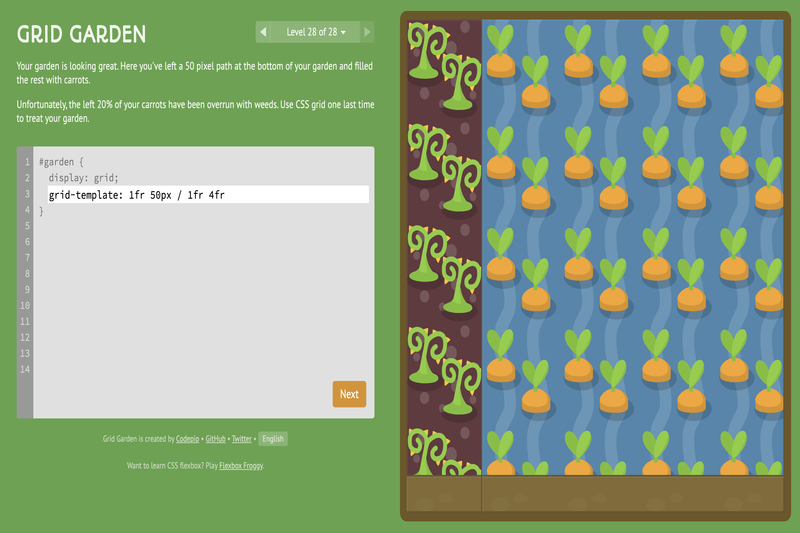 GRID GARDEN
Level 28 of 28
Your garden is looking great. Here you've left a 50 pixel path at the bottom of your garden and filled
the rest with carrots.
Unfortunately, the left 20% of your carrots have been overrun with weeds. Use CSS grid one last time
to treat your garden.
1 #garden {
2 display: grid;
3 grid-template: 1fr 50px / 1fr 4fr
4 }
5
6
7
8
9
10
11
12
13
14
Next
Grid Garden is created by Codepip • GitHub • Twitter • English
Want to learn CSS flexbox? Play Flexbox Froggy.